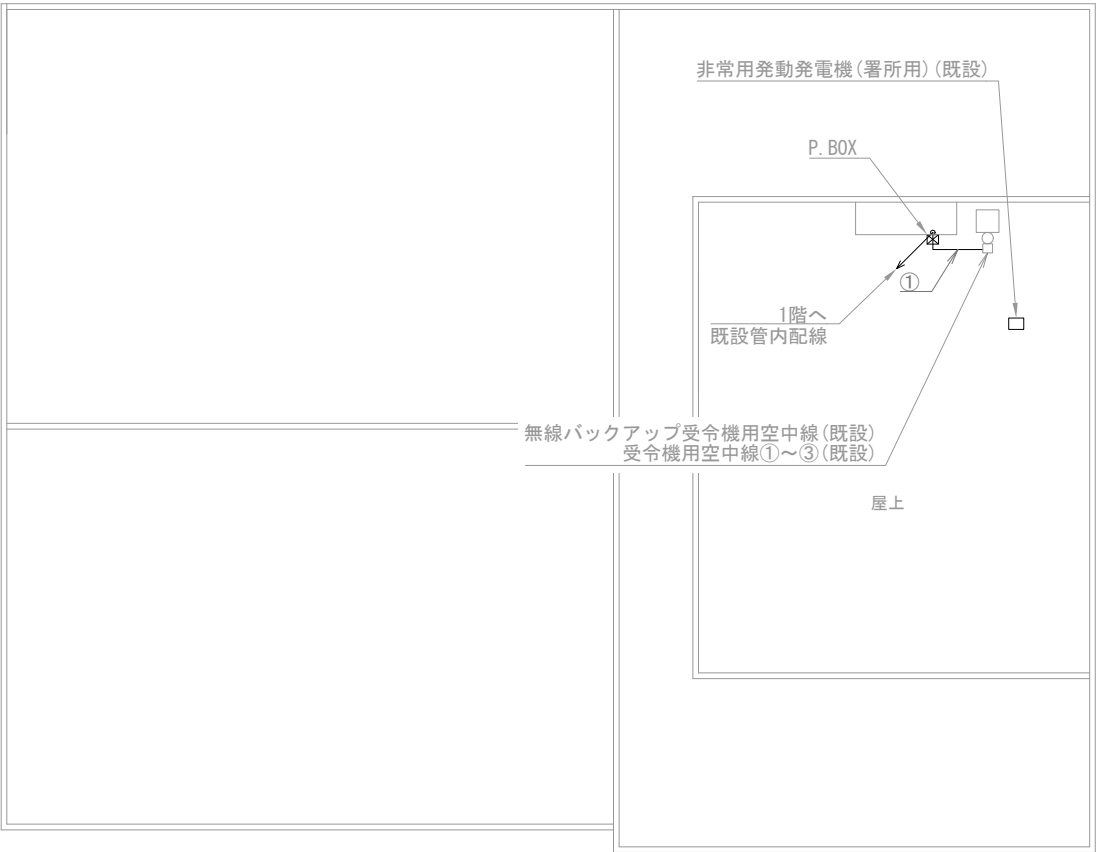 非常用発動発電機(署所用)(既設)
P.BOX
①
1階へ
既設管内配線
無線バックアップ受令機用空中線(既設)
受令機用空中線①～③(既設)
屋上